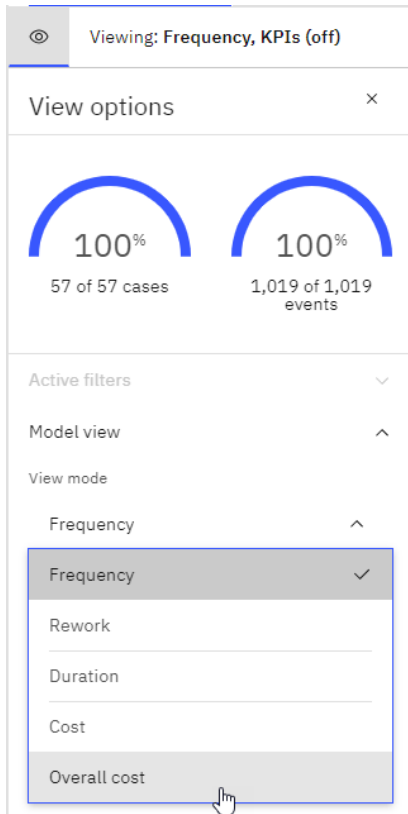 Viewing: Frequency, KPIs (off)
View options
100%
57 of 57 cases
100%
1,019 of 1,019
events
Active filters
Model view
View mode
Frequency
Frequency
Rework
Duration
Cost
Overall cost